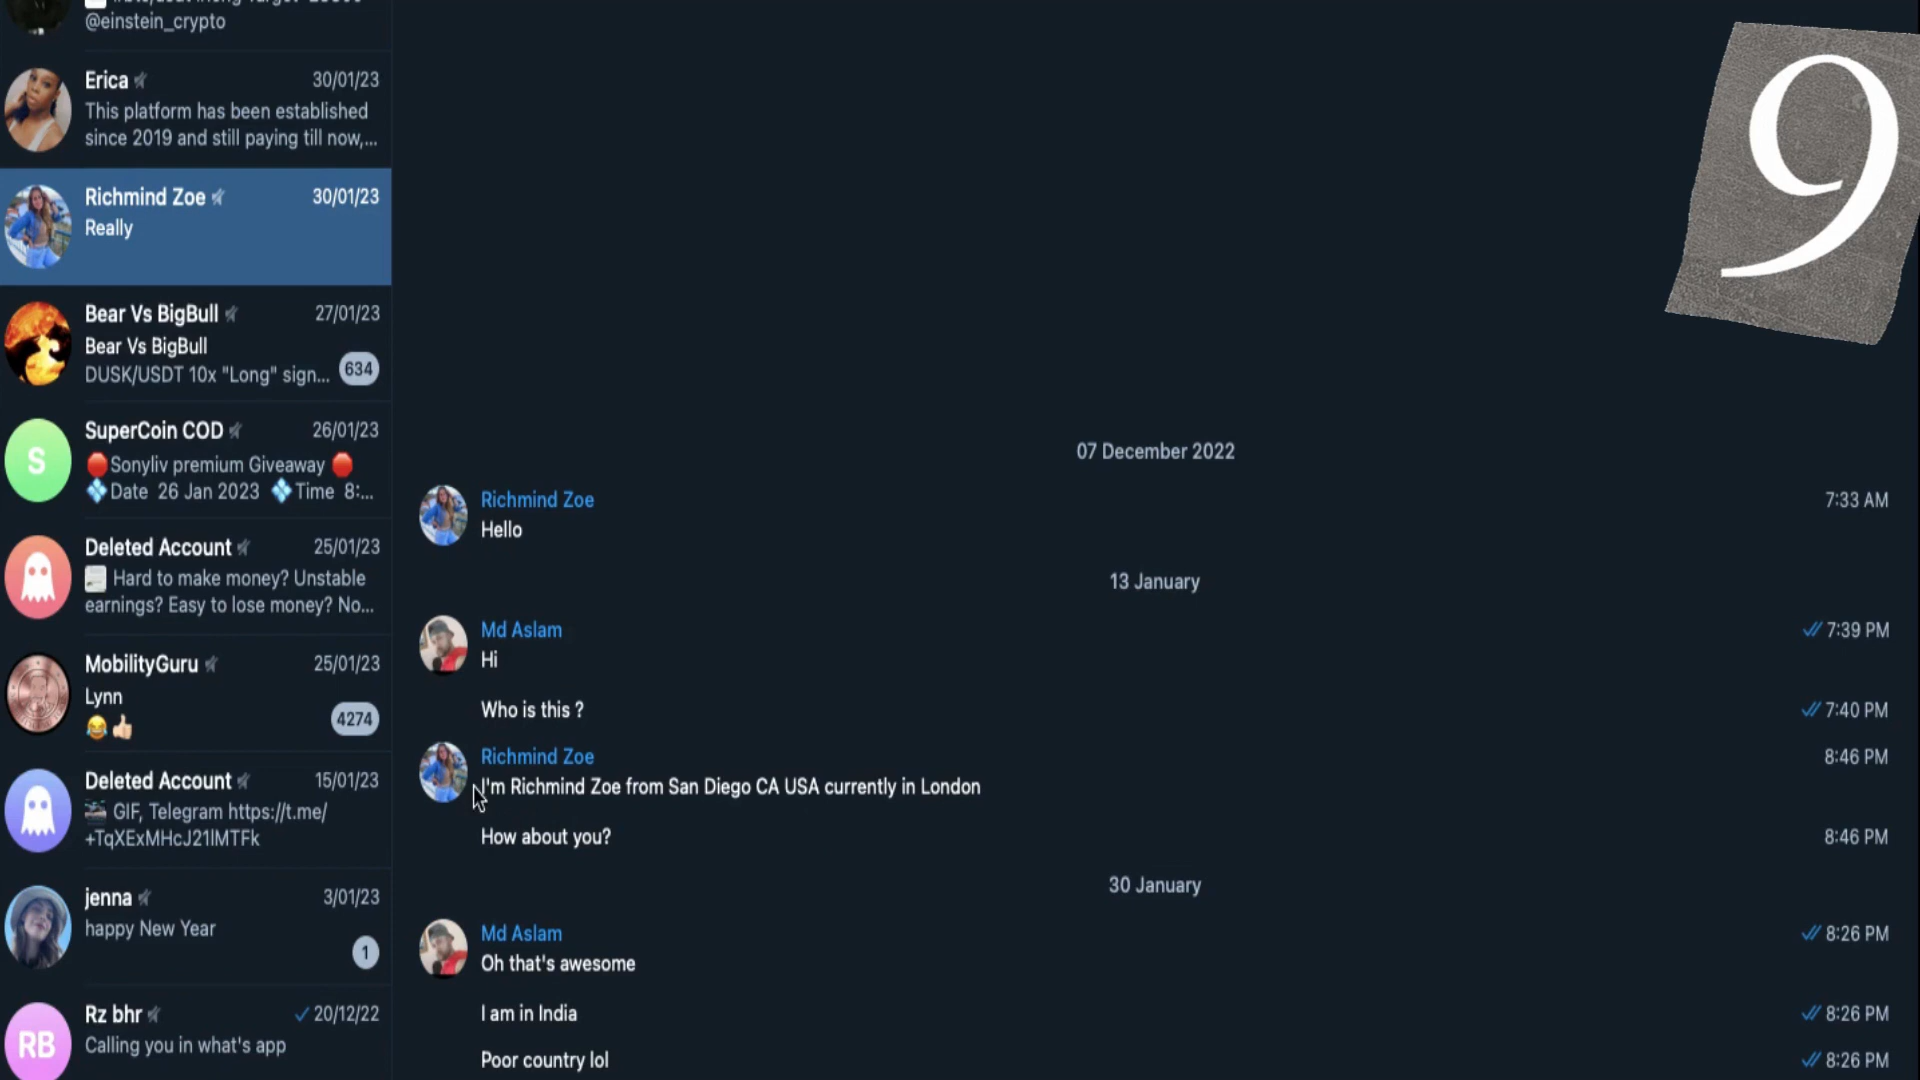 @einstein_crypto
Erica 30/01/23
This platform has been established
since 2019 and still paying till now,...
Richmind Zoe 30/01/23
Really
Bear Vs BigBull 27/01/23
Bear Vs BigBull
DUSK/USDT 10x "Long" sign... 634
S
SuperCoin COD 26/01/23
🛑Sonyliv premium Giveaway 🛑
💠Date 26 Jan 2023 💠Time 8:...
Deleted Account 25/01/23
Hard to make money? Unstable
earnings? Easy to lose money? No...
MobilityGuru 25/01/23
Lynn
😂👍🏻 4274
Deleted Account 15/01/23
GIF, Telegram https://t.me/
+TqXExMHcJ21lMTFk
jenna 3/01/23
happy New Year
1
RB
Rz bhr 20/12/22
Calling you in what's app
9
07 December 2022
Richmind Zoe 7:33 AM
Hello
13 January
Md Aslam 7:39 PM
Hi
Who is this ? 7:40 PM
Richmind Zoe 8:46 PM
I'm Richmind Zoe from San Diego CA USA currently in London
How about you? 8:46 PM
30 January
Md Aslam 8:26 PM
Oh that's awesome
I am in India 8:26 PM
Poor country lol 8:26 PM